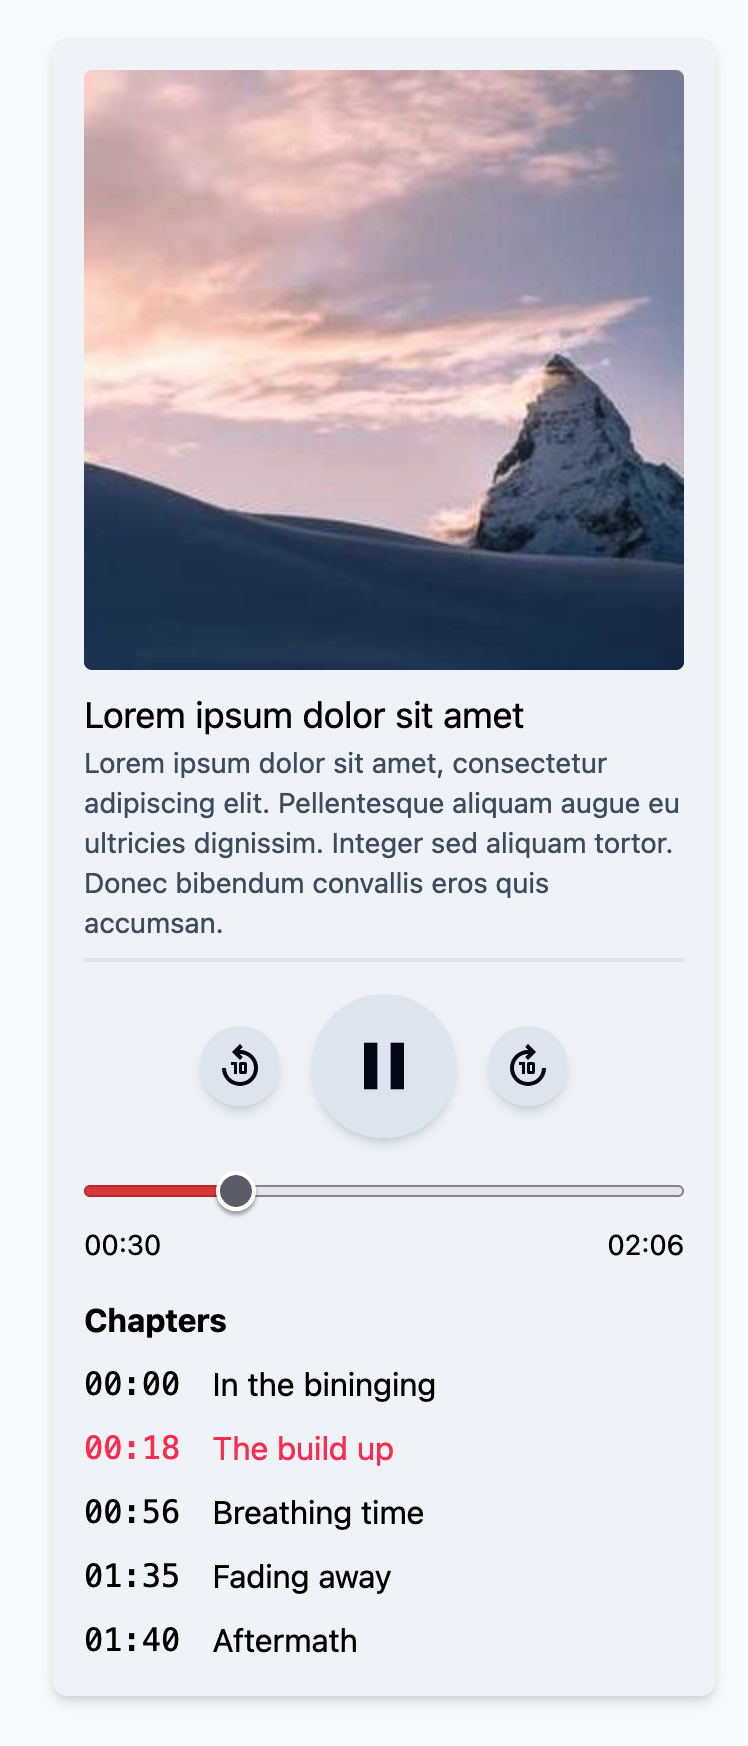 Lorem ipsum dolor sit amet
Lorem ipsum dolor sit amet, consectetur
adipiscing elit. Pellentesque aliquam augue eu
ultricies dignissim. Integer sed aliquam tortor.
Donec bibendum convallis eros quis
accumsan.
10 10
00:30 02:06
Chapters
00:00 In the bininging
00:18 The build up
00:56 Breathing time
01:35 Fading away
01:40 Aftermath